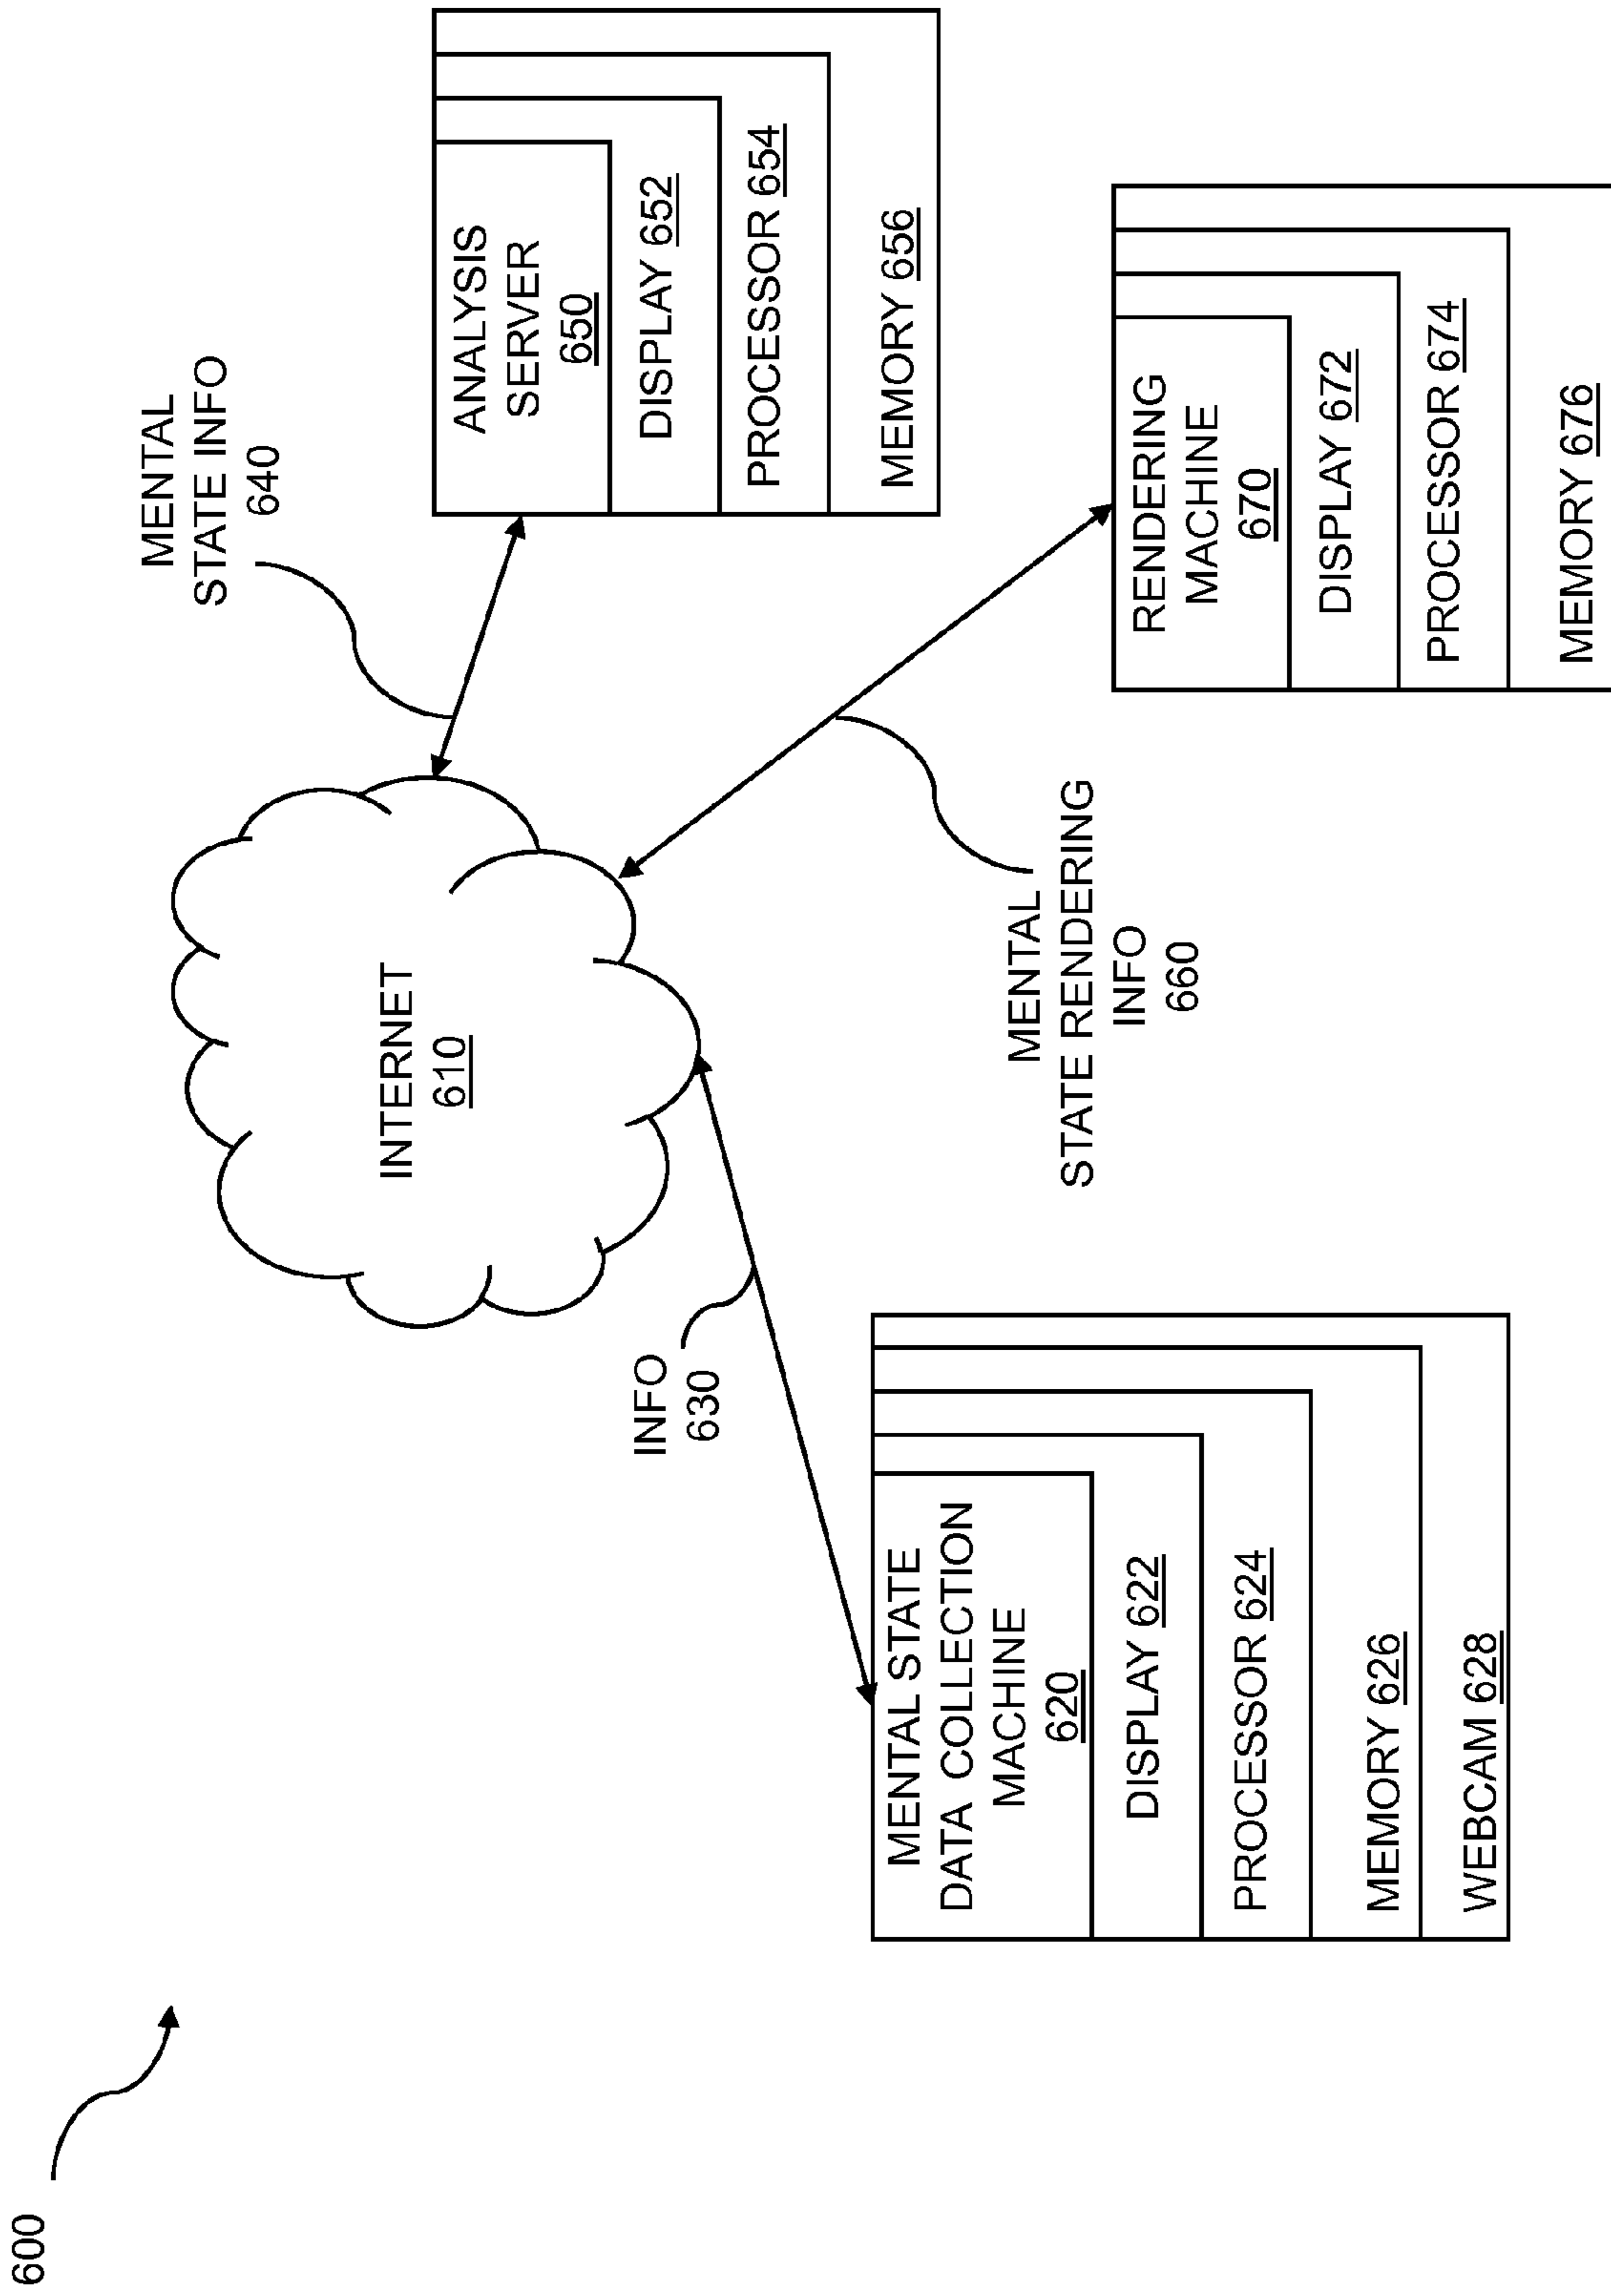 600
INTERNET
610
MENTAL
STATE INFO
640
ANALYSIS
SERVER
650
DISPLAY 652
PROCESSOR 654
MEMORY 656
INFO
630
MENTAL STATE
DATA COLLECTION
MACHINE
620
DISPLAY 622
PROCESSOR 624
MEMORY 626
WEBCAM 628
MENTAL
STATE RENDERING
INFO
660
RENDERING
MACHINE
670
DISPLAY 672
PROCESSOR 674
MEMORY 676